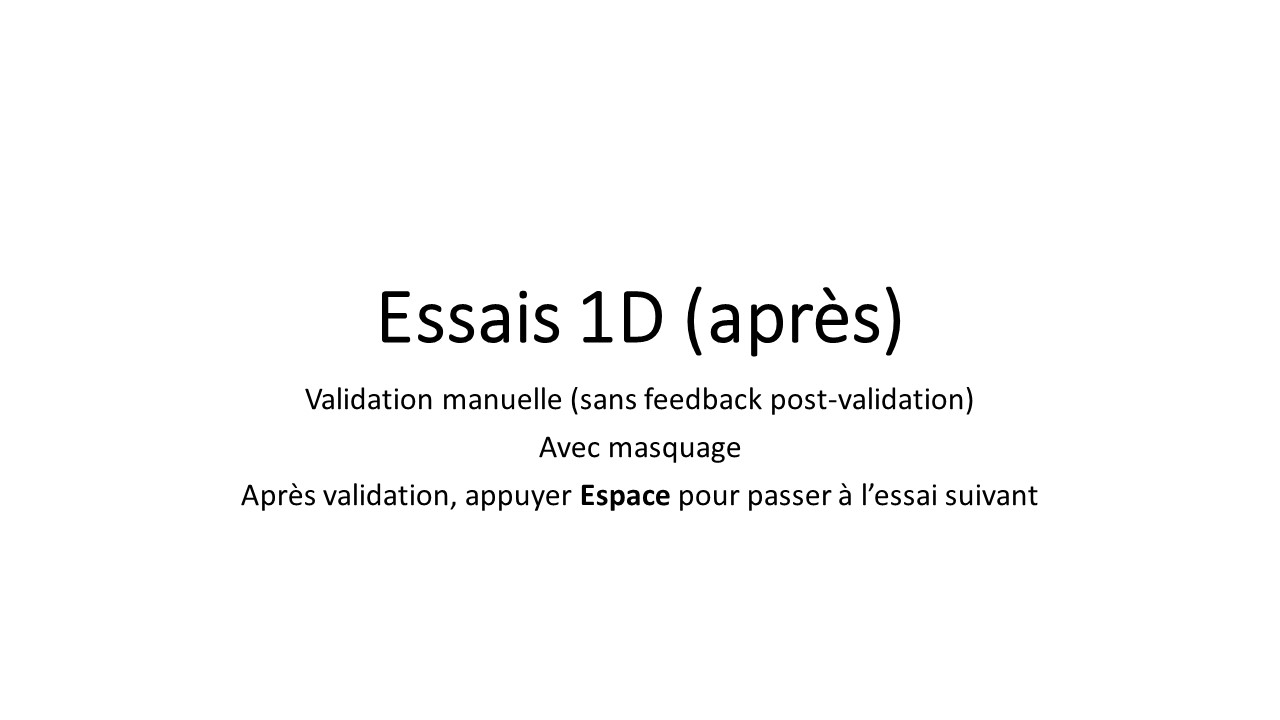 Essais 1D (après)
Validation manuelle (sans feedback post-validation)
Avec masquage
Après validation, appuyer Espace pour passer à l’essai suivant